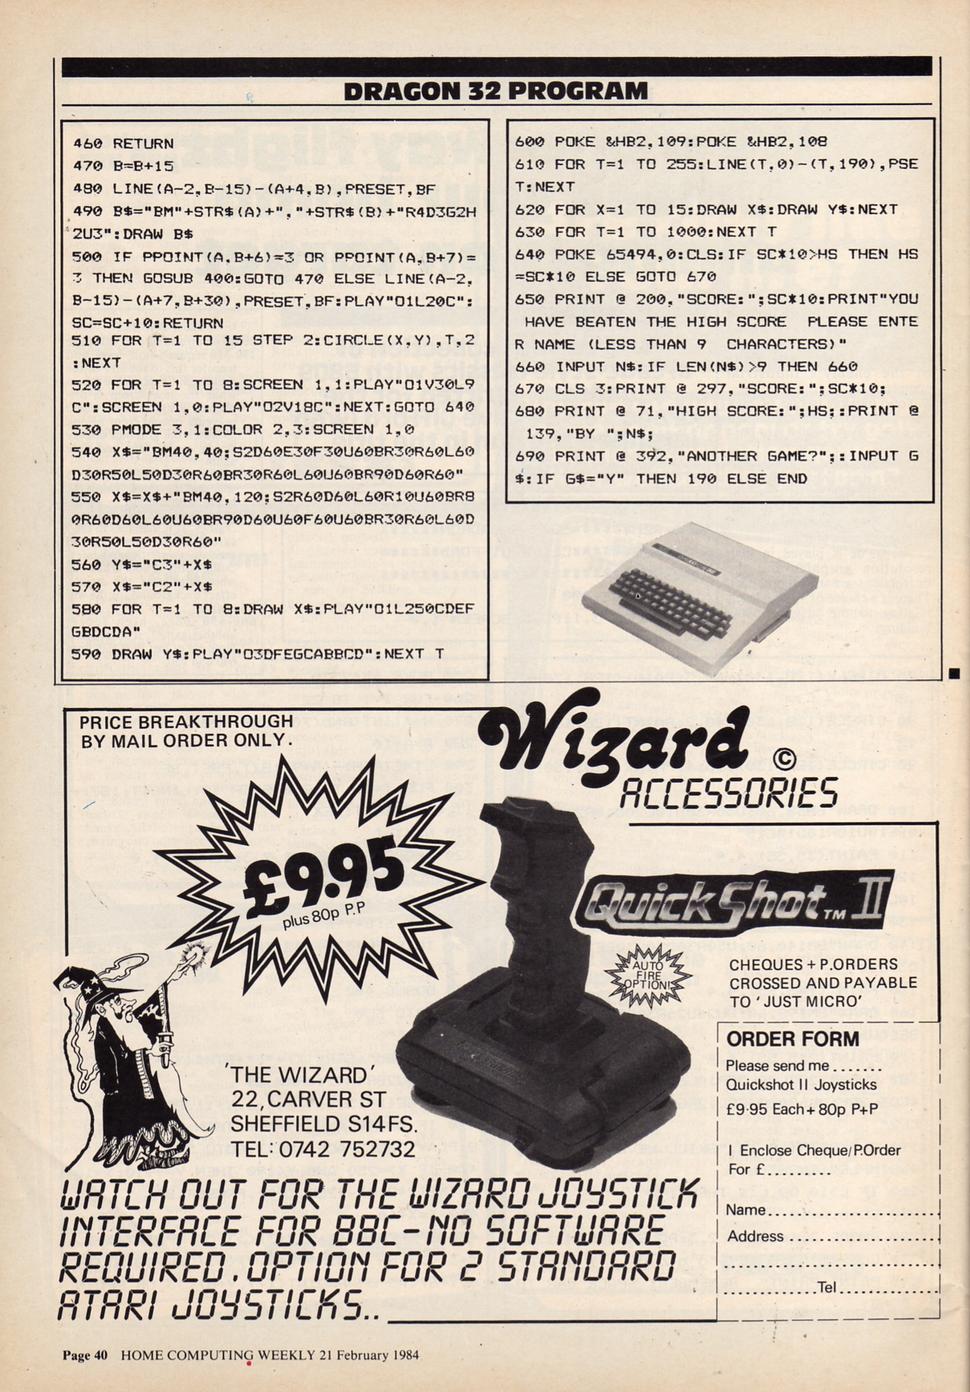 DRAGON 32 PROGRAM
460 RETURN
470 B=B+15
480 LINE(A-2,B-15)-(A+4,B),PRESET,BF
490 B$="BM"+STR$(A)+","+STR$(B)+"R4D3G2H
2U3":DRAW B$
500 IF PPOINT(A,B+6)=3 OR PPOINT(A,B+7)=
3 THEN GOSUB 400:GOTO 470 ELSE LINE(A-2,
B-15)-(A+7,B+30),PRESET,BF:PLAY"O1L20C":
SC=SC+10:RETURN
510 FOR T=1 TO 15 STEP 2:CIRCLE(X,Y),T,2
:NEXT
520 FOR T=1 TO 8:SCREEN 1,1:PLAY"O1V30L9
C":SCREEN 1,0:PLAY"O2V18C":NEXT:GOTO 640
530 PMODE 3,1:COLOR 2,3:SCREEN 1,0
540 X$="BM40,40;S2D60E30F30U60BR30R60L60
D30R50L50D30R60BR30R60L60U60BR90D60R60"
550 X$=X$+"BM40,120;S2R60D60L60R10U60BR8
0R60D60L60U60BR90D60U60F60U60BR30R60L60D
30R50L50D30R60"
560 Y$="C3"+X$
570 X$="C2"+X$
580 FOR T=1 TO 8:DRAW X$:PLAY"O1L250CDEF
GBDCDA"
590 DRAW Y$:PLAY"O3DFEGCABBCD":NEXT T
600 POKE &HB2,109:POKE &HB2,108
610 FOR T=1 TO 255:LINE(T,0)-(T,190),PSE
T:NEXT
620 FOR X=1 TO 15:DRAW X$:DRAW Y$:NEXT
630 FOR T=1 TO 1000:NEXT T
640 POKE 65494,0:CLS:IF SC*10>HS THEN HS
=SC*10 ELSE GOTO 670
650 PRINT @ 200,"SCORE:";SC*10:PRINT"YOU
HAVE BEATEN THE HIGH SCORE PLEASE ENTE
R NAME (LESS THAN 9 CHARACTERS)"
660 INPUT N$:IF LEN(N$)>9 THEN 660
670 CLS 3:PRINT @ 297,"SCORE:";SC*10;
680 PRINT @ 71,"HIGH SCORE:";HS;:PRINT @
139,"BY ";N$;
690 PRINT @ 392,"ANOTHER GAME?";:INPUT G
$:IF G$="Y" THEN 190 ELSE END
PRICE BREAKTHROUGH
BY MAIL ORDER ONLY.
Wizard ©
ACCESSORIES
£9.95
plus 80p P.P
QuickShot TM II
AUTO
FIRE
OPTION!
CHEQUES + P.ORDERS
CROSSED AND PAYABLE
TO 'JUST MICRO'
'THE WIZARD'
22, CARVER ST
SHEFFIELD S14FS.
TEL: 0742 752732
ORDER FORM
Please send me .......
Quickshot II Joysticks
£9·95 Each + 80p P+P
I Enclose Cheque/P.Order
For £.........
Name..........................
Address .......................
..................................
...............Tel..............
WATCH OUT FOR THE WIZARD JOYSTICK
INTERFACE FOR BBC-NO SOFTWARE
REQUIRED. OPTION FOR 2 STANDARD
ATARI JOYSTICKS..
Page 40 HOME COMPUTING WEEKLY 21 February 1984